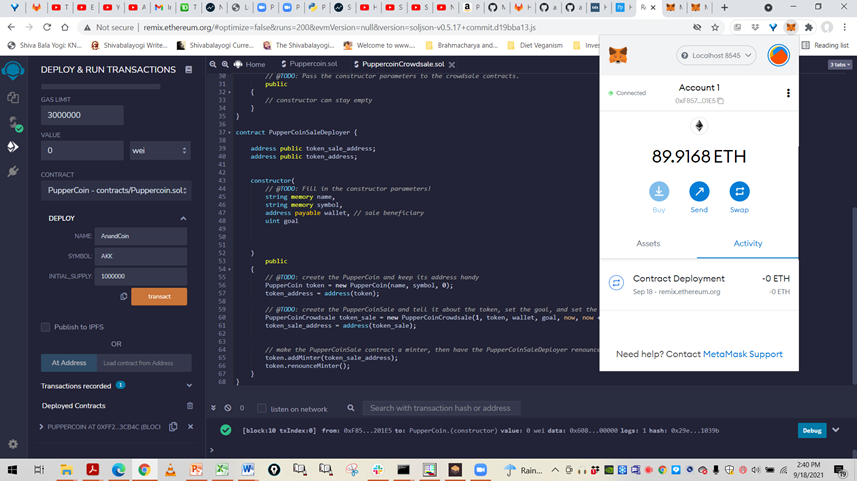 Not secure | remix.ethereum.org/#optimize=false&runs=200&evmVersion=null&version=soljson-v0.5.17+commit.d19bba13.js
Shiva Bala Yogi: KN...
Shivabalayogi Writin...
Shivabalayogi Curre...
The Shivabalayogi...
Welcome to www....
Brahmacharya and...
Diet Veganism
Reading list
DEPLOY & RUN TRANSACTIONS
GAS LIMIT
3000000
VALUE
0
wei
CONTRACT
PupperCoin - contracts/Puppercoin.sol
DEPLOY
NAME: AnandCoin
SYMBOL: AKK
INITIAL_SUPPLY: 1000000
transact
Publish to IPFS
OR
At Address
Load contract from Address
Transactions recorded 1
Deployed Contracts
PUPPERCOIN AT 0XFF2...3CB4C (BLOC
Home
Puppercoin.sol
PuppercoinCrowdsale.sol
3 tabs
30 // @TODO: Pass the constructor parameters to the crowdsale contracts.
31 public
32 {
33 // constructor can stay empty
34 }
35 }
36
37 contract PupperCoinSaleDeployer {
38
39 address public token_sale_address;
40 address public token_address;
41
42
43 constructor(
44 // @TODO: Fill in the constructor parameters!
45 string memory name,
46 string memory symbol,
47 address payable wallet, // sale beneficiary
48 uint goal
49
50
51
52 )
53 public
54 {
55 // @TODO: create the PupperCoin and keep its address handy
56 PupperCoin token = new PupperCoin(name, symbol, 0);
57 token_address = address(token);
58
59 // @TODO: create the PupperCoinSale and tell it about the token, set the goal, and set the
60 PupperCoinCrowdsale token_sale = new PupperCoinCrowdsale(1, token, wallet, goal, now, now +
61 token_sale_address = address(token_sale);
62
63
64 // make the PupperCoinSale contract a minter, then have the PupperCoinSaleDeployer renounce
65 token.addMinter(token_sale_address);
66 token.renounceMinter();
67 }
68 }
0
listen on network
Search with transaction hash or address
[block:10 txIndex:0] from: 0xF85...201E5 to: PupperCoin.(constructor) value: 0 wei data: 0x608...00000 logs: 1 hash: 0x29e...1039b
Debug
Localhost 8545
Connected
Account 1
0xF857...01E5
89.9168 ETH
Buy
Send
Swap
Assets
Activity
Contract Deployment
-0 ETH
Sep 18 - remix.ethereum.org
-0 ETH
Need help? Contact MetaMask Support
Rain...
2:40 PM
9/18/2021